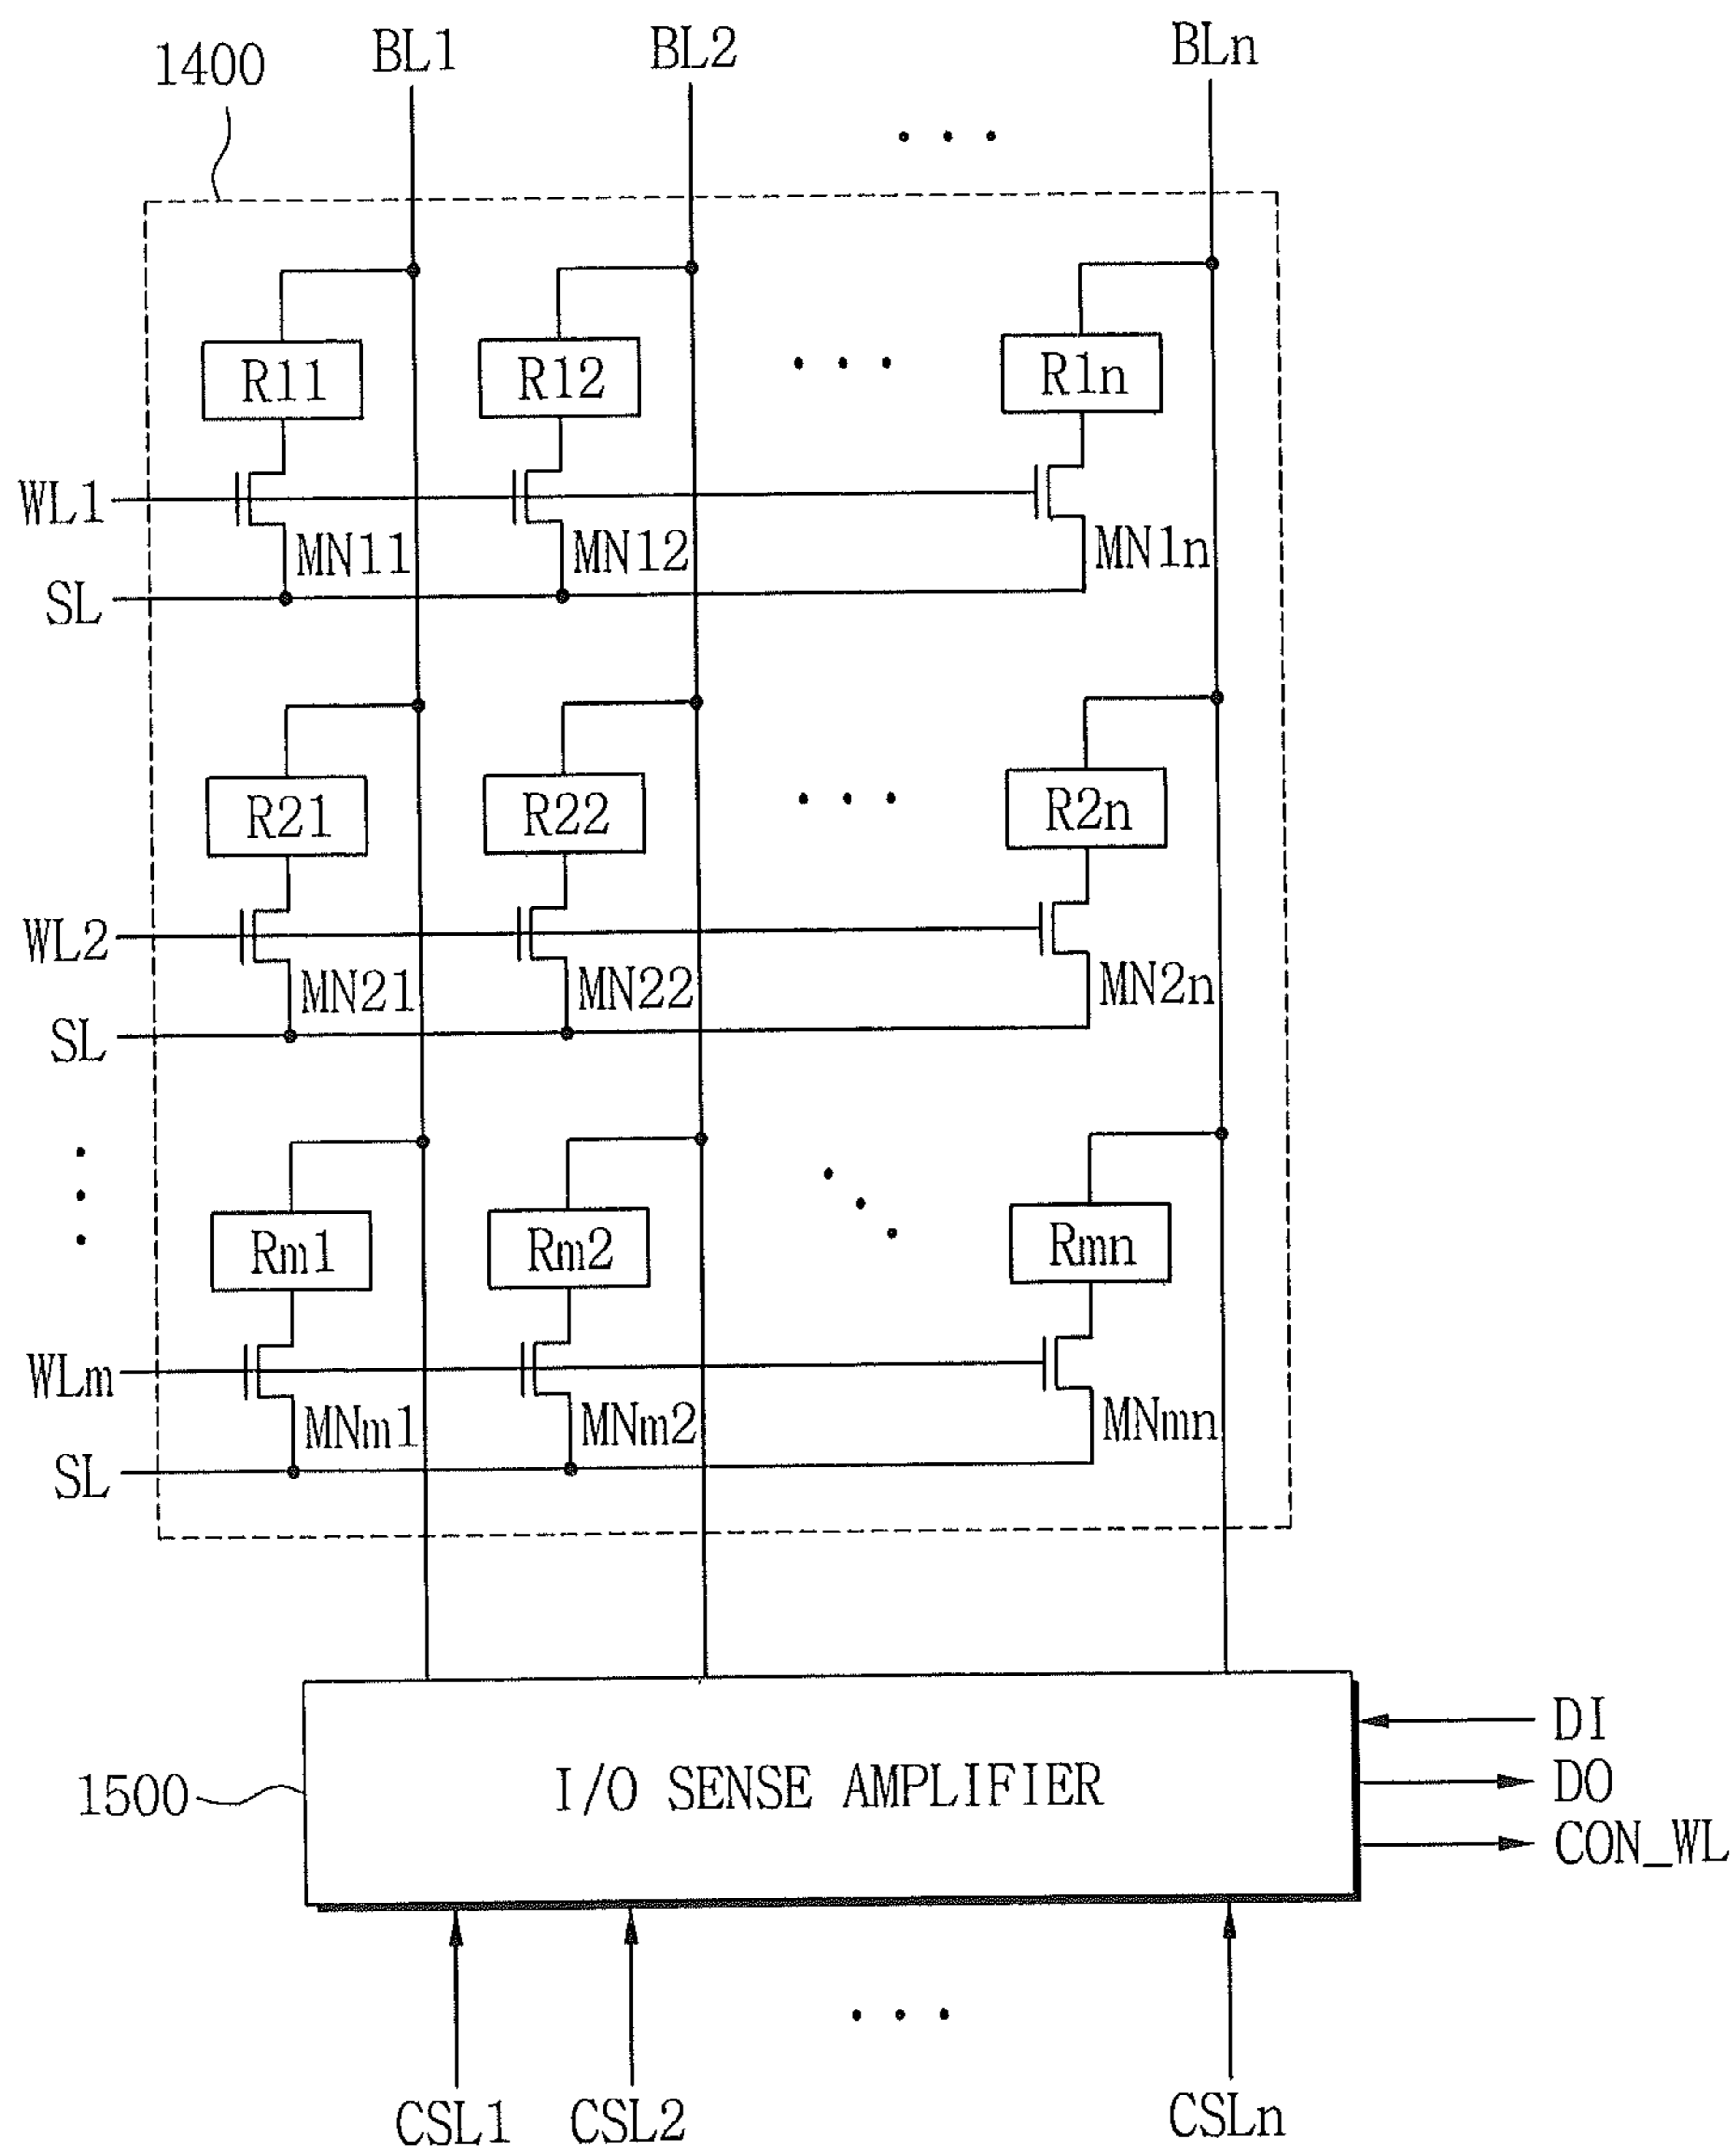 1400 BL1 BL2 BLn
R11 R12 R1n
WL1
MN11 MN12 MN1n
SL
R21 R22 R2n
WL2
MN21 MN22 MN2n
SL
Rm1 Rm2 Rmn
WLm
MNm1 MNm2 MNmn
SL
DI
1500 I/O SENSE AMPLIFIER DO
CON_WL
CSL1 CSL2 CSLn